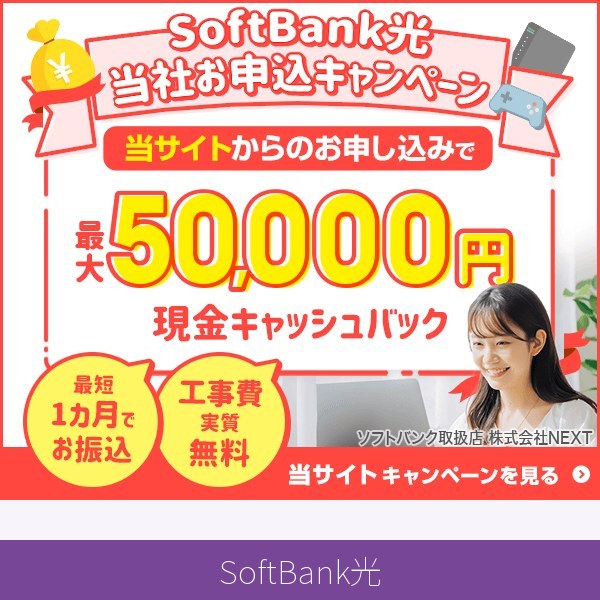 SoftBank光
当社お申込キャンペーン
当サイトからのお申し込みで
最大50,000円
現金キャッシュバック
最短
1カ月で
お振込
工事費
実質
無料
ソフトバンク取扱店 株式会社NEXT
当サイト キャンペーンを見る
SoftBank光